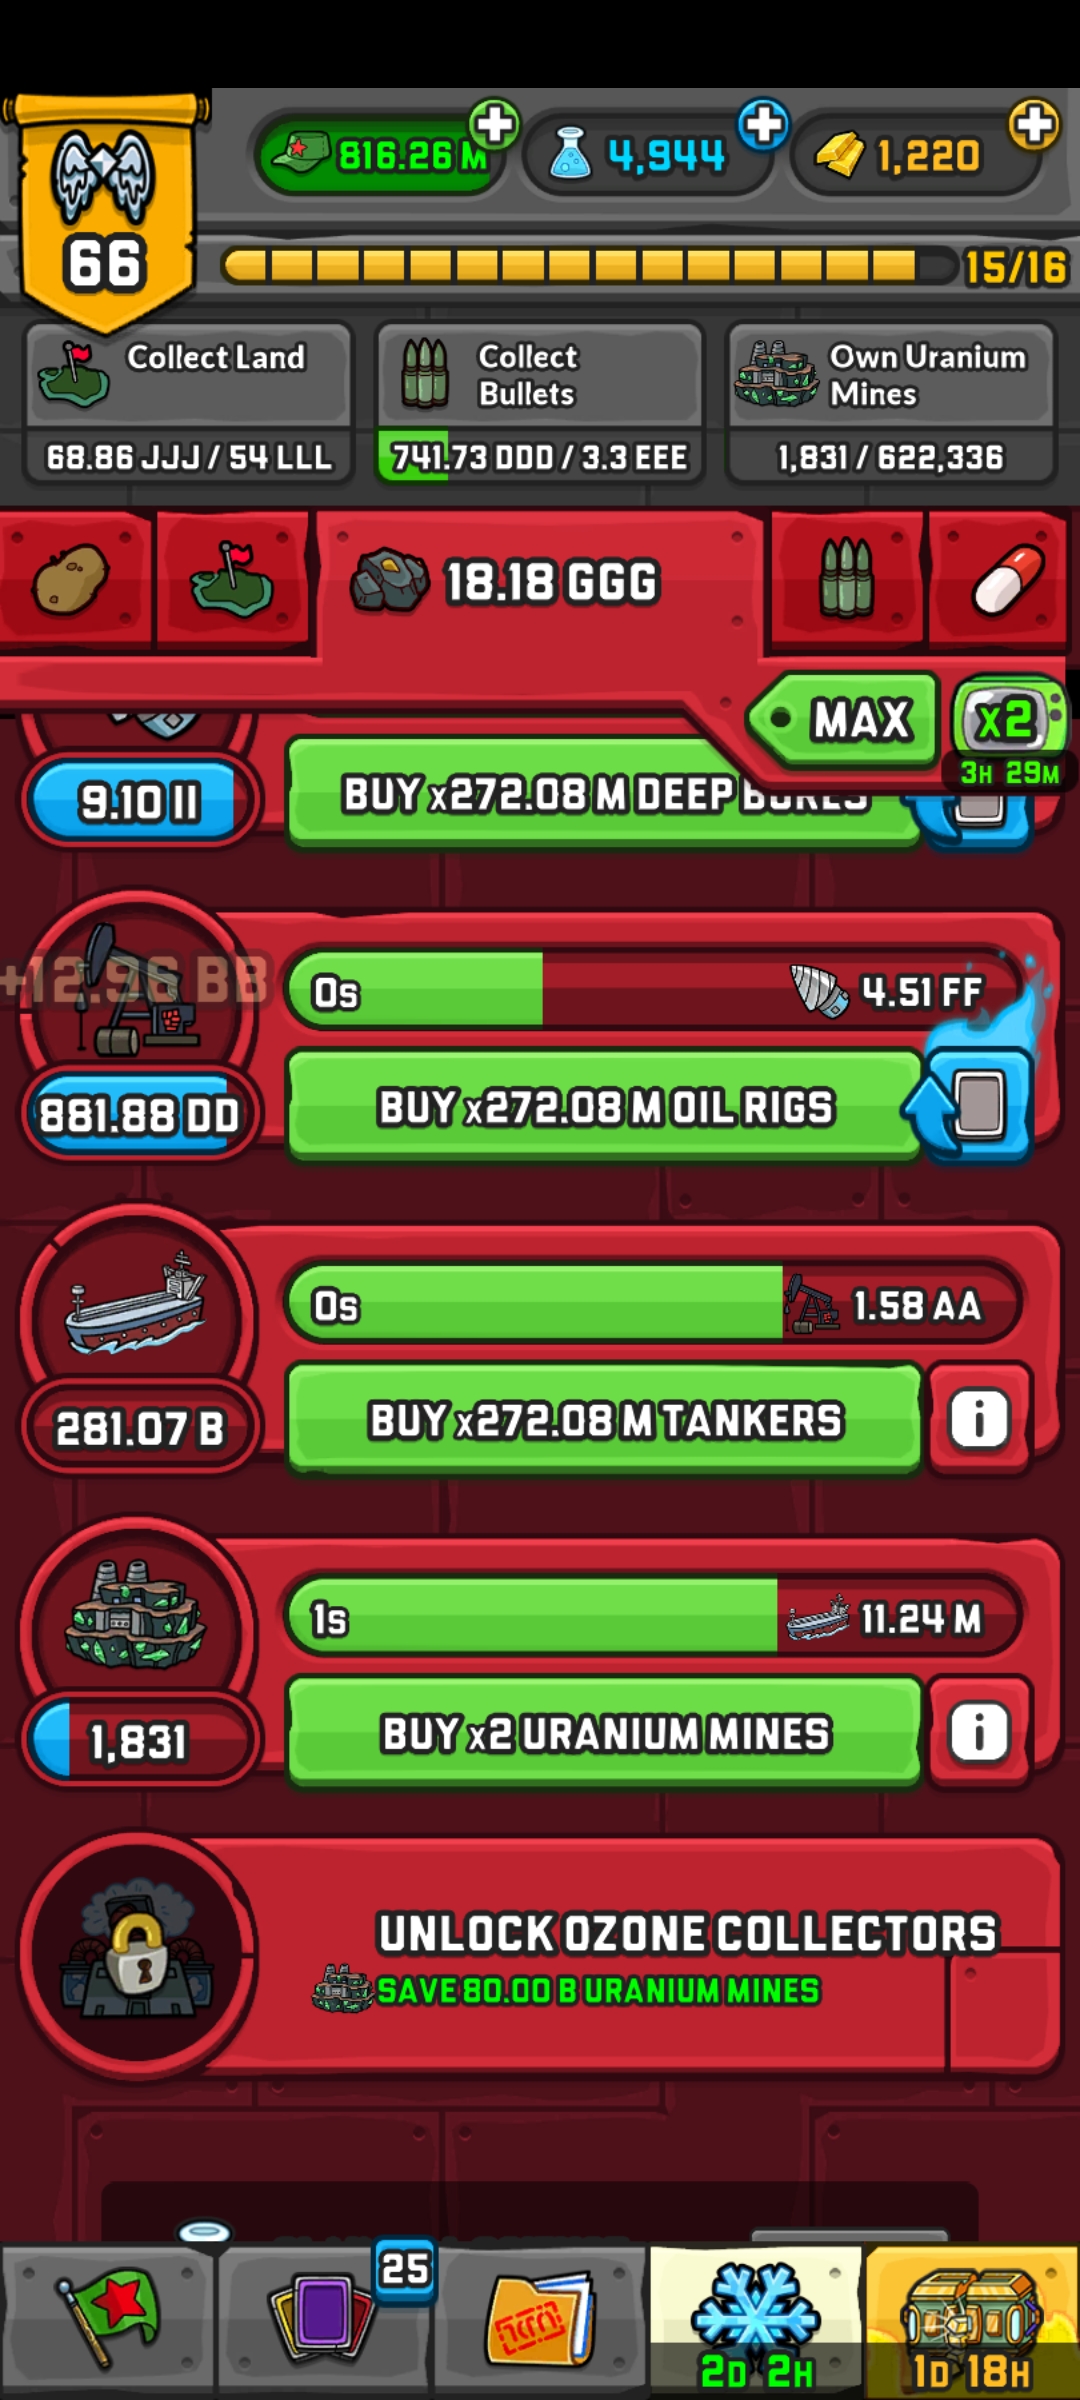 816.26 M
4,944
1,220
66
15/16
Collect Land
68.86 JJJ / 54 LLL
Collect
Bullets
741.73 DDD / 3.3 EEE
Own Uranium
Mines
1,831 / 622,336
18.18 GGG
MAX
x2
3H 29M
9.10 II
BUY x272.08 M DEEP BORES
+12.96 BB
0s
4.51 FF
881.88 DD
BUY x272.08 M OIL RIGS
0s
1.58 AA
281.07 B
BUY x272.08 M TANKERS
i
1s
11.24 M
1,831
BUY x2 URANIUM MINES
i
UNLOCK OZONE COLLECTORS
SAVE 80.00 B URANIUM MINES
25
2D 2H
1D 18H